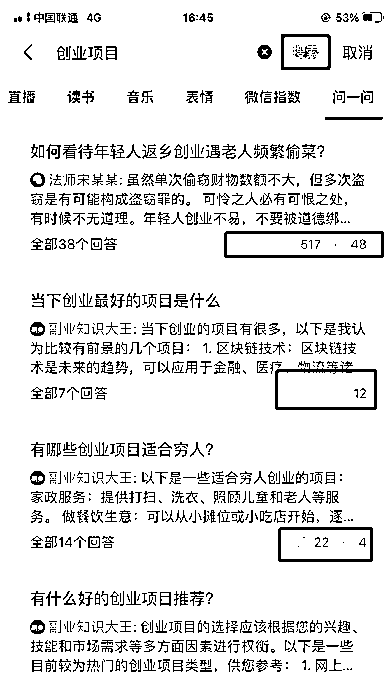 中国联通 4G 16:45 53%
创业项目 取消
直播 读书 音乐 表情 微信指数 问一问
如何看待年轻人返乡创业遇老人频繁偷菜?
法师宋某某: 虽然单次偷窃财物数额不大，但多次盗
窃是有可能构成盗窃罪的。 可怜之人必有可恨之处，
有时候不无道理。年轻人创业不易，不要被道德绑...
全部38个回答 517 · 48
当下创业最好的项目是什么
副业知识大王: 当下创业的项目有很多，以下是我认
为比较有前景的几个项目： 1. 区块链技术：区块链技
术是未来的趋势，可以应用于金融、医疗、物流等诸
全部7个回答 12
有哪些创业项目适合穷人?
副业知识大王: 以下是一些适合穷人创业的项目：
家政服务：提供打扫、洗衣、照顾儿童和老人等服
务。 做餐饮生意：可以从小摊位或小吃店开始，逐...
全部14个回答 22 · 4
有什么好的创业项目推荐?
副业知识大王: 创业项目的选择应该根据您的兴趣、
技能和市场需求等多方面因素进行权衡。以下是一些
目前较为热门的创业项目类型，供您参考： 1. 网上...